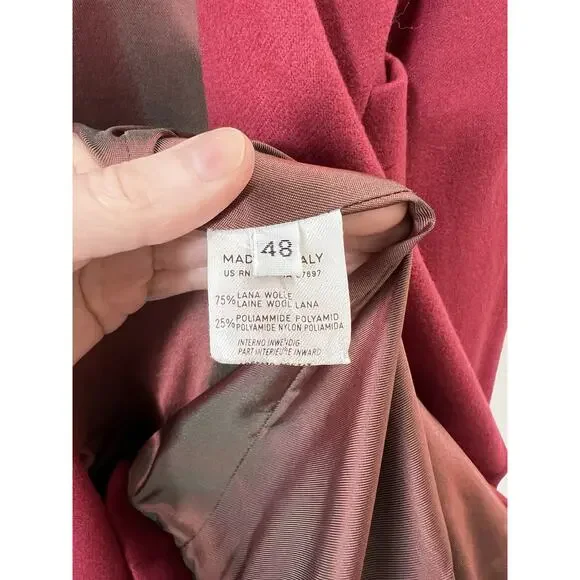 48
MAD ALY
US RN 7697
75% LANA WOLLE
LAINE WOOL LANA
25% POLIAMMIDE POLYAMID
POLYAMIDE NYLON POLIAMIDA
INTERNO INWENDIG
PART INTERIEURE INWARD